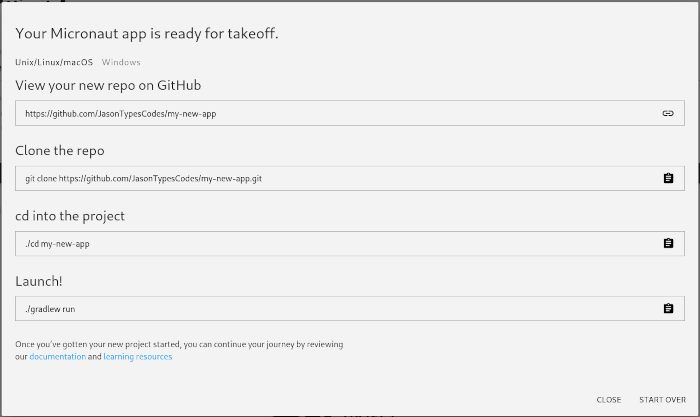 Your Micronaut app is ready for takeoff.
Unix/Linux/macOS Windows
View your new repo on GitHub
https://github.com/JasonTypesCodes/my-new-app
Clone the repo
git clone https://github.com/JasonTypesCodes/my-new-app.git
cd into the project
./cd my-new-app
Launch!
./gradlew run
Once you've gotten your new project started, you can continue your journey by reviewing
our documentation and learning resources
CLOSE START OVER